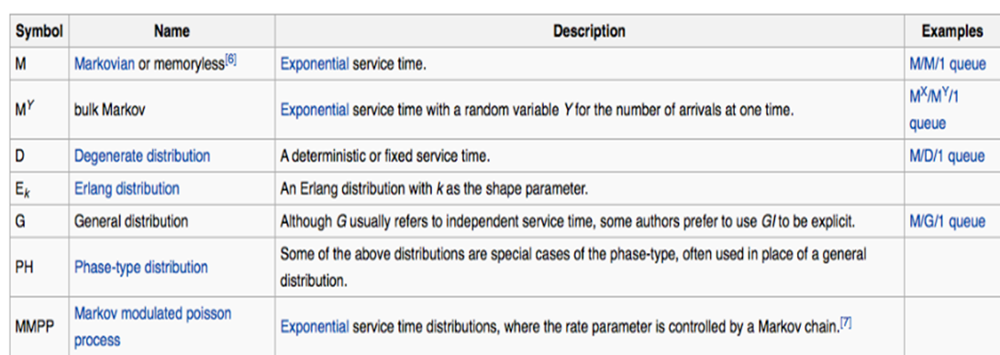 Symbol Name Description Examples
M Markovian or memoryless[6] Exponential service time. M/M/1 queue
M^Y bulk Markov Exponential service time with a random variable Y for the number of arrivals at one time. M^X/M^Y/1
queue
D Degenerate distribution A deterministic or fixed service time. M/D/1 queue
E_k Erlang distribution An Erlang distribution with k as the shape parameter.
G General distribution Although G usually refers to independent service time, some authors prefer to use GI to be explicit. M/G/1 queue
PH Phase-type distribution Some of the above distributions are special cases of the phase-type, often used in place of a general
distribution.
MMPP Markov modulated poisson
process Exponential service time distributions, where the rate parameter is controlled by a Markov chain.[7]